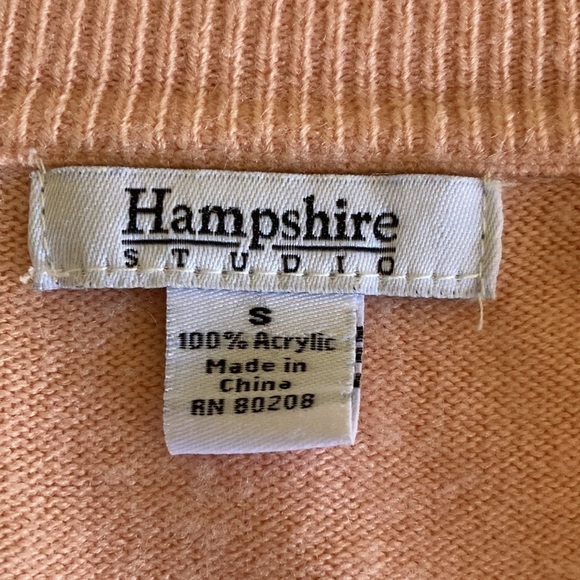 Hampshire
STUDIO
S
100% Acrylic
Made in
China
RN 80208